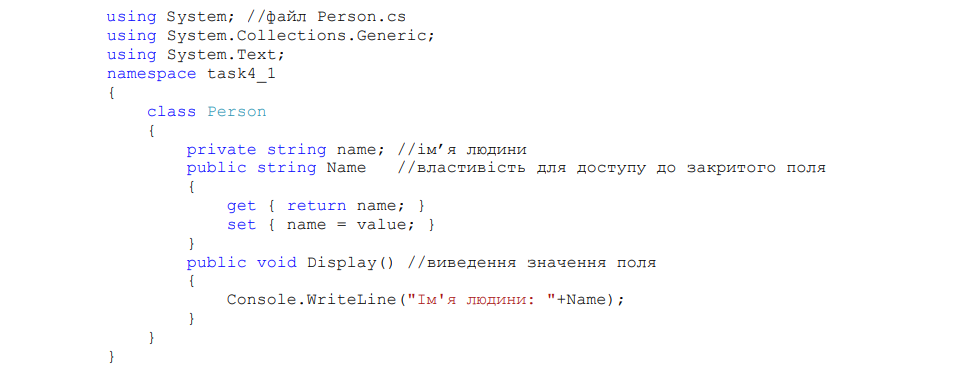 using System; //файл Person.cs
using System.Collections.Generic;
using System.Text;
namespace task4_1
{
    class Person
    {
        private string name; //ім’я людини
        public string Name   //властивість для доступу до закритого поля
        {
            get { return name; }
            set { name = value; }
        }
        public void Display() //виведення значення поля
        {
            Console.WriteLine("Ім'я людини: "+Name);
        }
    }
}